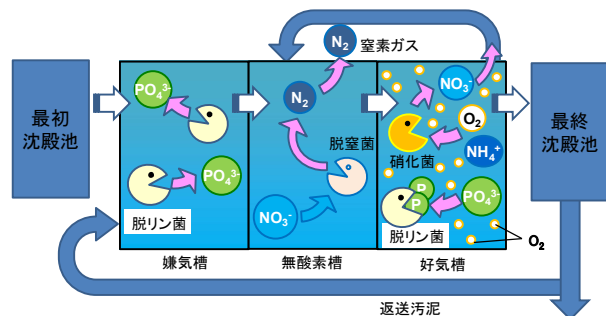 N₂
窒素ガス
最初
沈殿池
PO₄³⁻
PO₄³⁻
脱リン菌
嫌気槽
N₂
脱窒菌
NO₃⁻
無酸素槽
NO₃⁻
O₂
硝化菌
NH₄⁺
P
P
PO₄³⁻
脱リン菌
O₂
好気槽
最終
沈殿池
返送汚泥